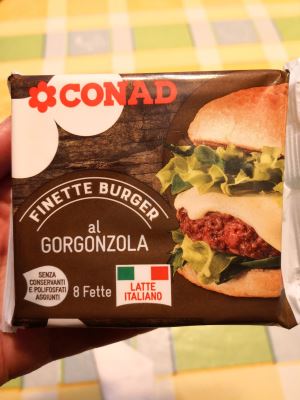 CONAD
FINETTE BURGER
al
GORGONZOLA
SENZA
CONSERVANTI
E POLIFOSFATI
AGGIUNTI
8 Fette
LATTE
ITALIANO